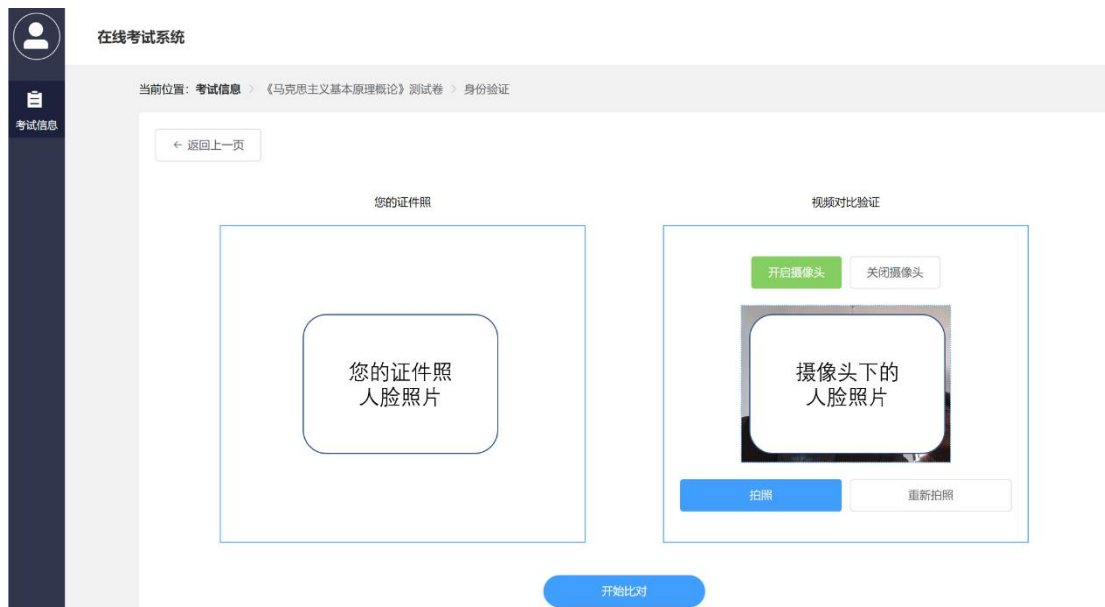 在线考试系统
考试信息
当前位置：考试信息 > 《马克思主义基本原理概论》测试卷 > 身份验证
← 返回上一页
您的证件照
视频对比验证
开启摄像头
关闭摄像头
您的证件照
人脸照片
摄像头下的
人脸照片
拍照
重新拍照
开始比对